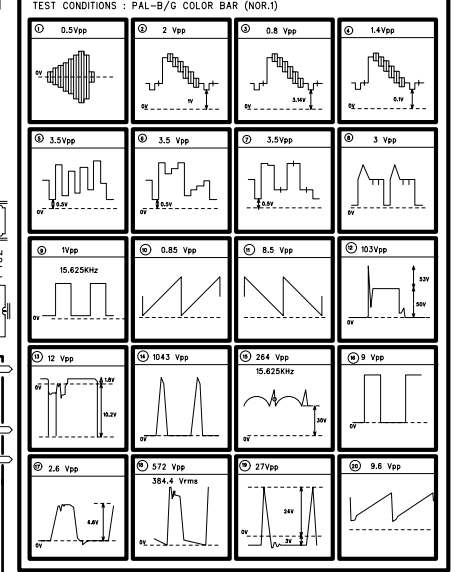 TEST CONDITIONS : PAL-B/G COLOR BAR (NOR.1)
① 0.5Vpp
0V
② 2 Vpp
0V
1V
③ 0.8 Vpp
0V
3.14V
④ 1.4Vpp
0V
0.1V
⑤ 3.5Vpp
0.5V
0V
⑥ 3.5 Vpp
0.5V
0V
⑦ 3.5Vpp
0.5V
0V
⑧ 3 Vpp
0V
⑨ 1Vpp
15.625KHz
0V
⑩ 0.85 Vpp
⑪ 8.5 Vpp
⑫ 103Vpp
53V
50V
0V
⑬ 12 Vpp
0V
1.8V
10.2V
⑭ 1043 Vpp
0V
⑮ 264 Vpp
15.625KHz
30V
0V
⑯ 9 Vpp
0V
⑰ 2.6 Vpp
4.6V
0V
⑱ 572 Vpp
384.4 Vrms
0V
⑲ 27Vpp
24V
3V
0V
⑳ 9.6 Vpp
0V